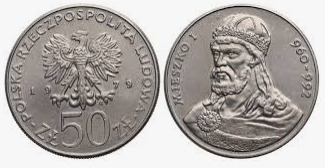 POLSKA RZECZPOSPOLITA LUDOWA
1979
ZŁ 50 ZŁ
MIESZKO I
960-992